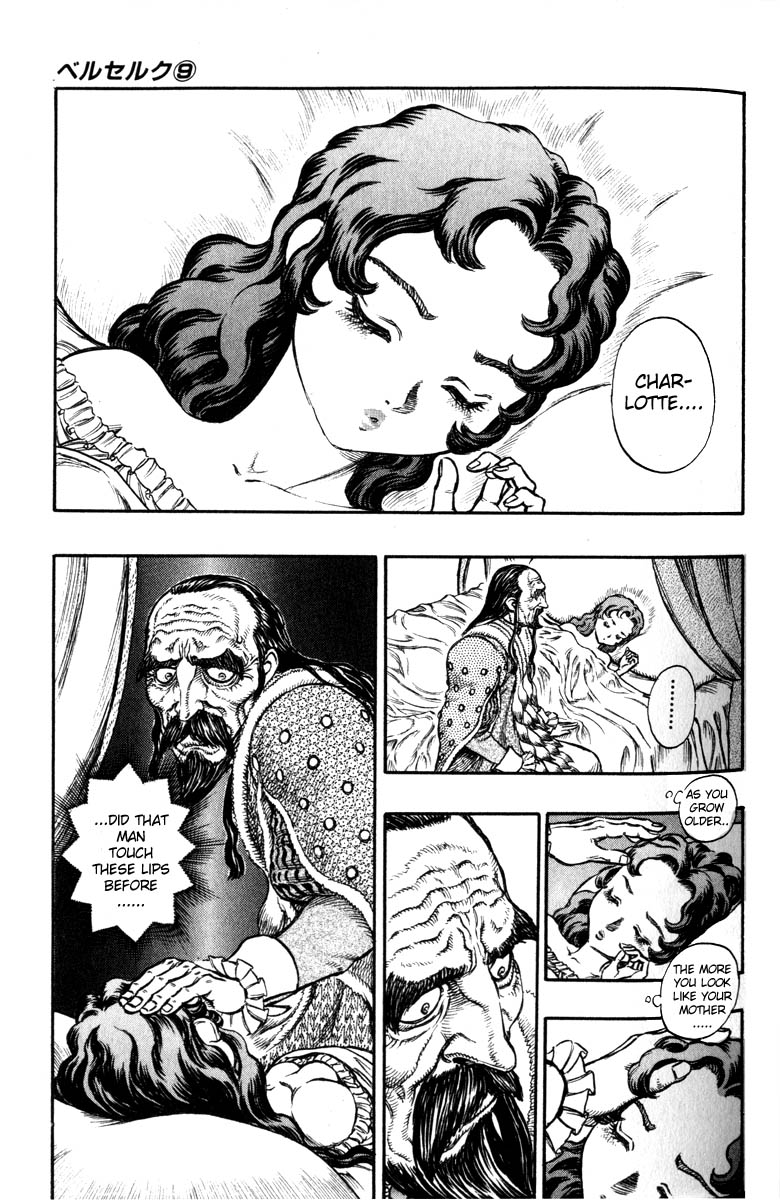 ベルセルク⑨
CHAR-
LOTTE....
........
AS YOU
GROW
OLDER..
THE MORE
YOU LOOK
LIKE YOUR
MOTHER
.....
...DID THAT
MAN
TOUCH
THESE LIPS
BEFORE
......